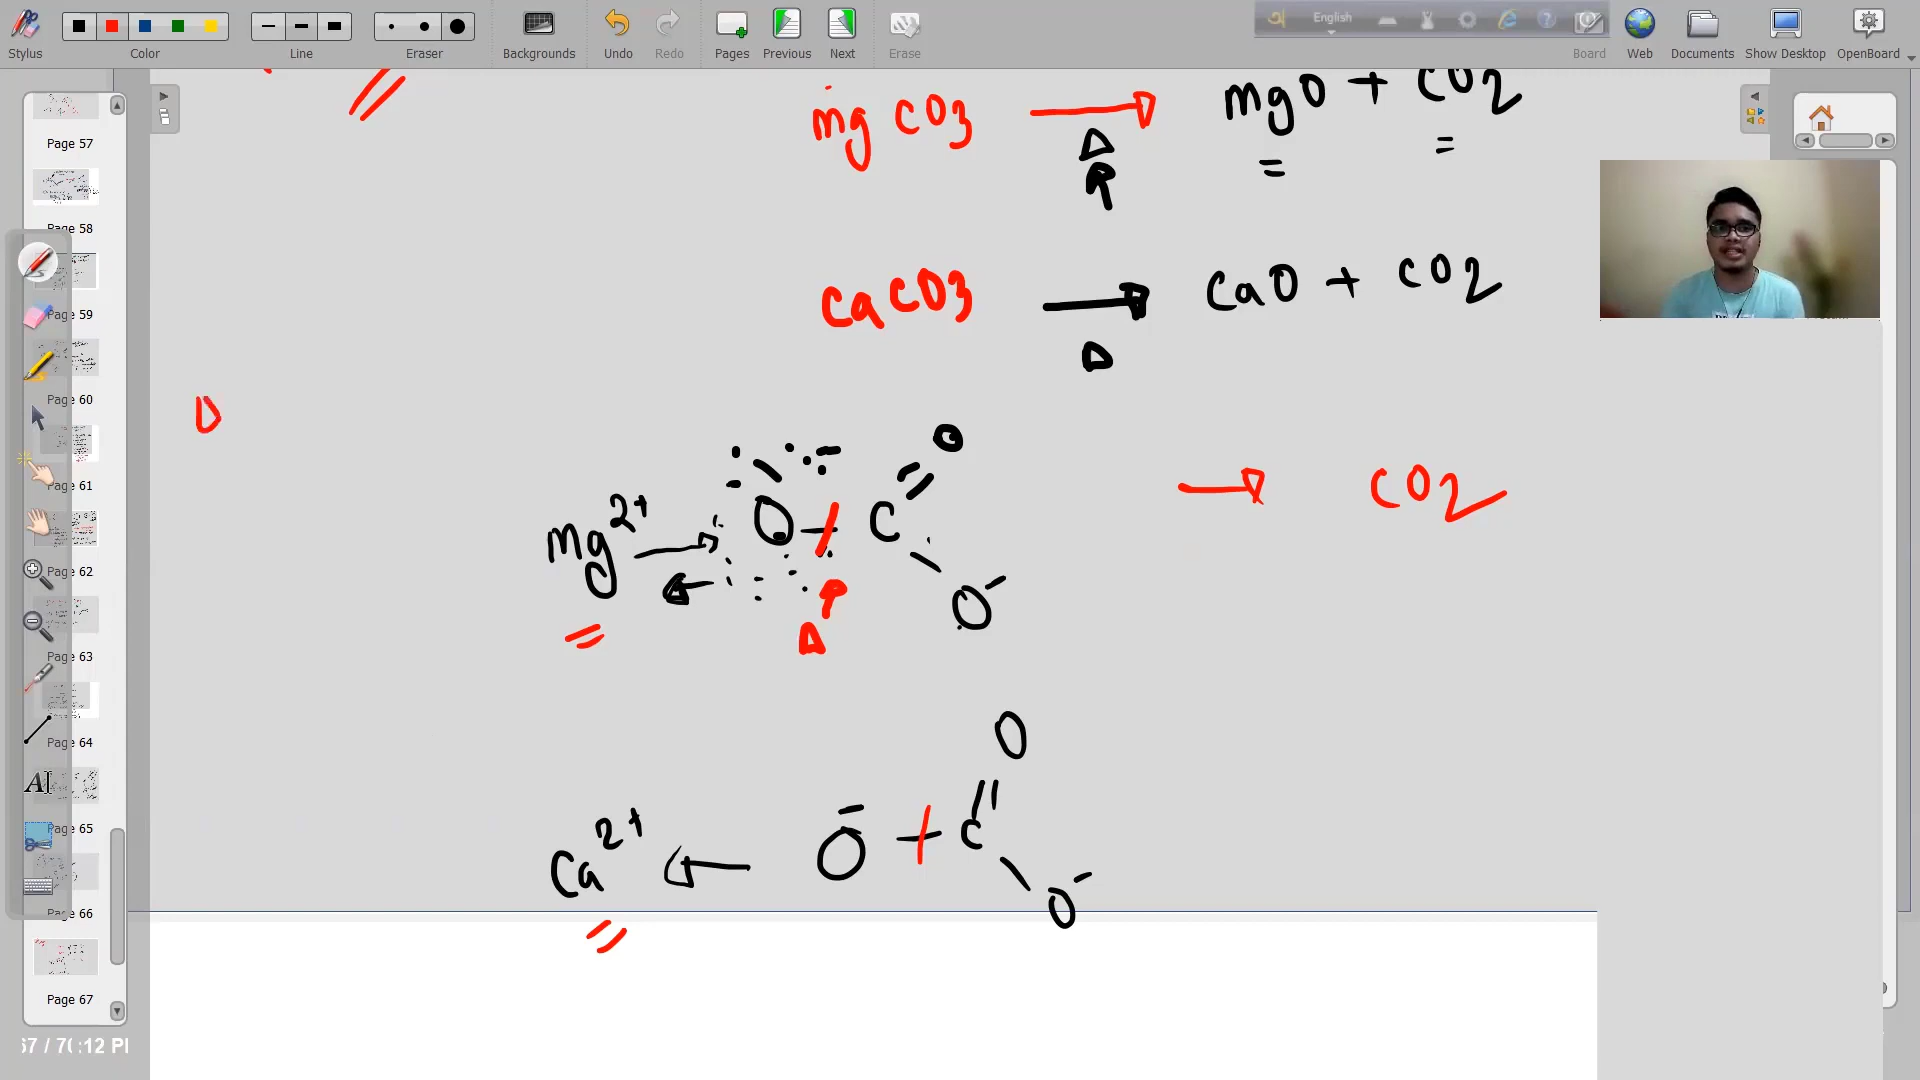 Stylus Color Line Eraser Backgrounds Undo Redo Pages Previous Next Erase Board Web Documents Show Desktop OpenBoard
English
Page 57
Page 58
Page 59
Page 60
Page 61
Page 62
Page 63
Page 64
Page 65
Page 66
Page 67
mgCO3 → mgO + CO2
Δ
CaCO3 → CaO + CO2
Δ
Mg2+ O - C = O
O-
→ CO2
Δ
O
Ca2+ ← O- - C
O-